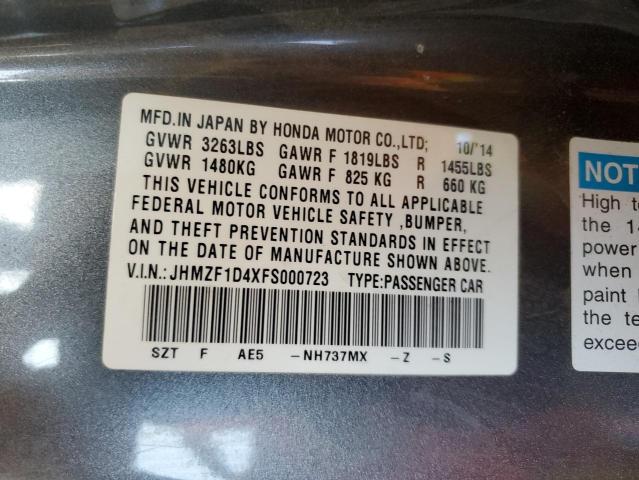 MFD.IN JAPAN BY HONDA MOTOR CO.,LTD; 10/'14
GVWR 3263LBS GAWR F 1819LBS R 1455LBS
GVWR 1480KG GAWR F 825 KG R 660 KG
THIS VEHICLE CONFORMS TO ALL APPLICABLE
FEDERAL MOTOR VEHICLE SAFETY ,BUMPER,
AND THEFT PREVENTION STANDARDS IN EFFECT
ON THE DATE OF MANUFACTURE SHOWN ABOVE.
V.I.N.: JHMZF1D4XFS000723 TYPE:PASSENGER CAR
SZT F AE5 -NH737MX -Z -S
NOT
High t
the 14
power
when
paint
the te
exceed